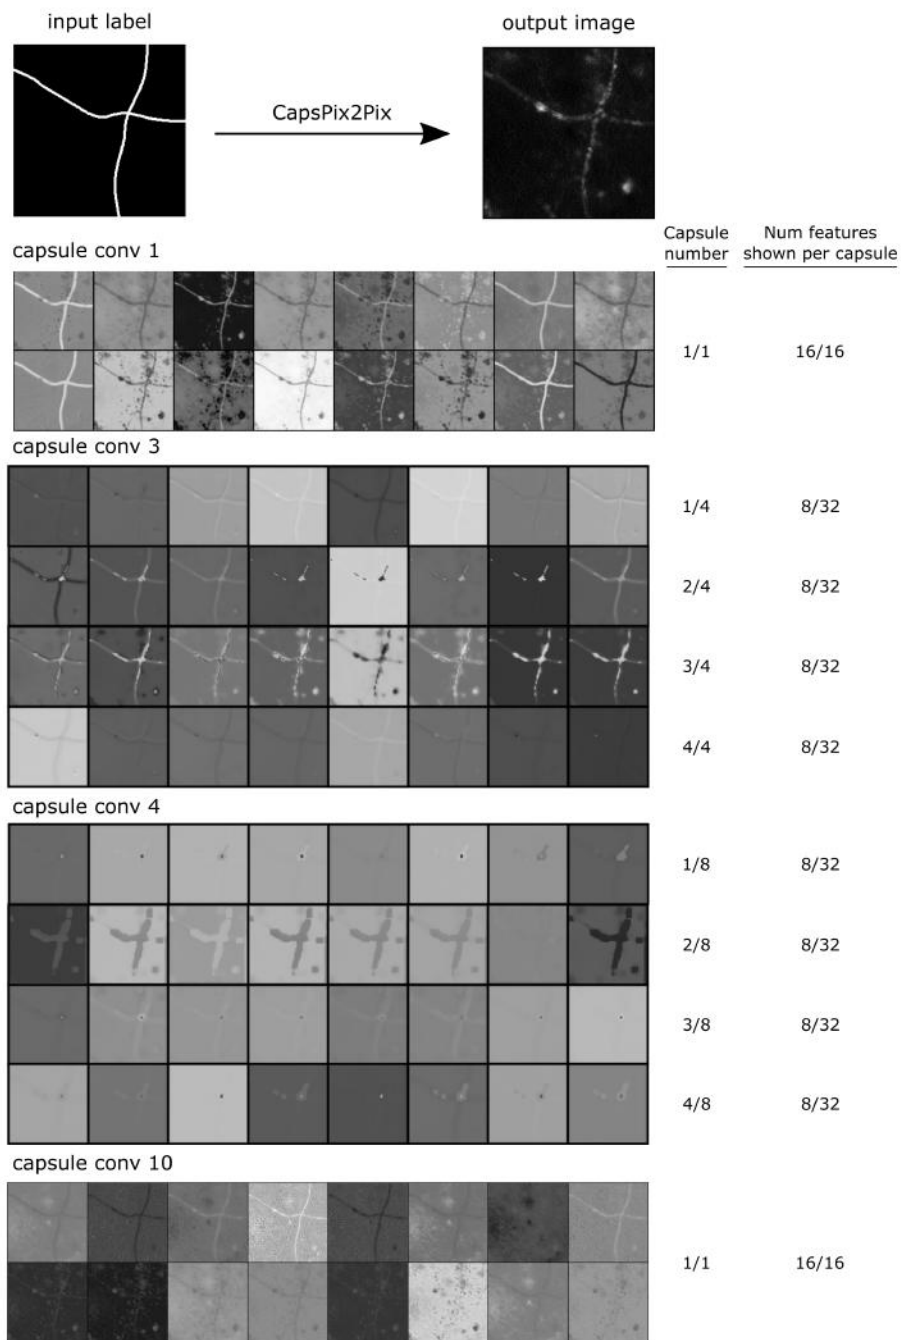 input label
output image
CapsPix2Pix
Capsule number
Num features shown per capsule
capsule conv 1
1/1
16/16
capsule conv 3
1/4
8/32
2/4
8/32
3/4
8/32
4/4
8/32
capsule conv 4
1/8
8/32
2/8
8/32
3/8
8/32
4/8
8/32
capsule conv 10
1/1
16/16